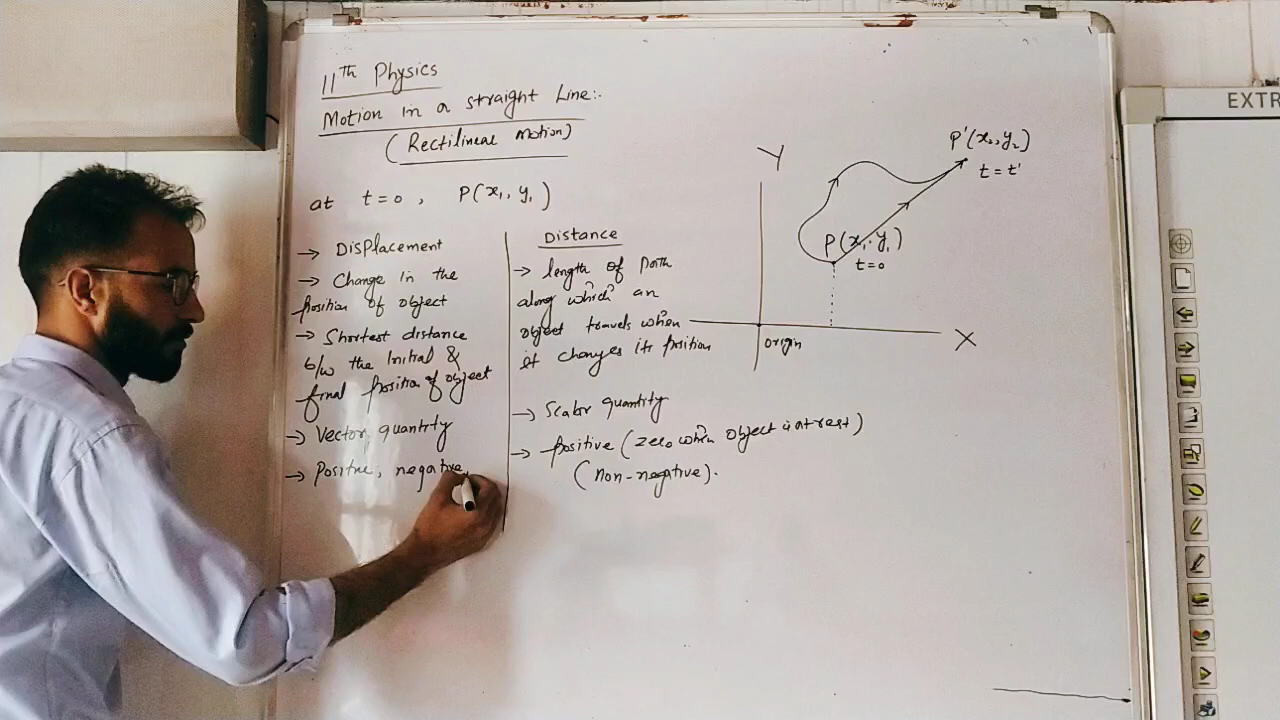 11th Physics
Motion in a straight Line:-
(Rectilinear Motion)
at t=0, P(x₁, y₁)
→ Displacement
→ Change in the
position of object
→ Shortest distance
b/w the Initial &
final position of object
→ Vector quantity
→ Positive, negative,
Distance
→ length of path
along which an
object travels when
it changes its position
→ Scalar quantity
→ positive (zero when object is at rest)
(non-negative).
Y
P'(x₂, y₂)
t=t'
P(x₁, y₁)
t=0
X
origin
EXTR